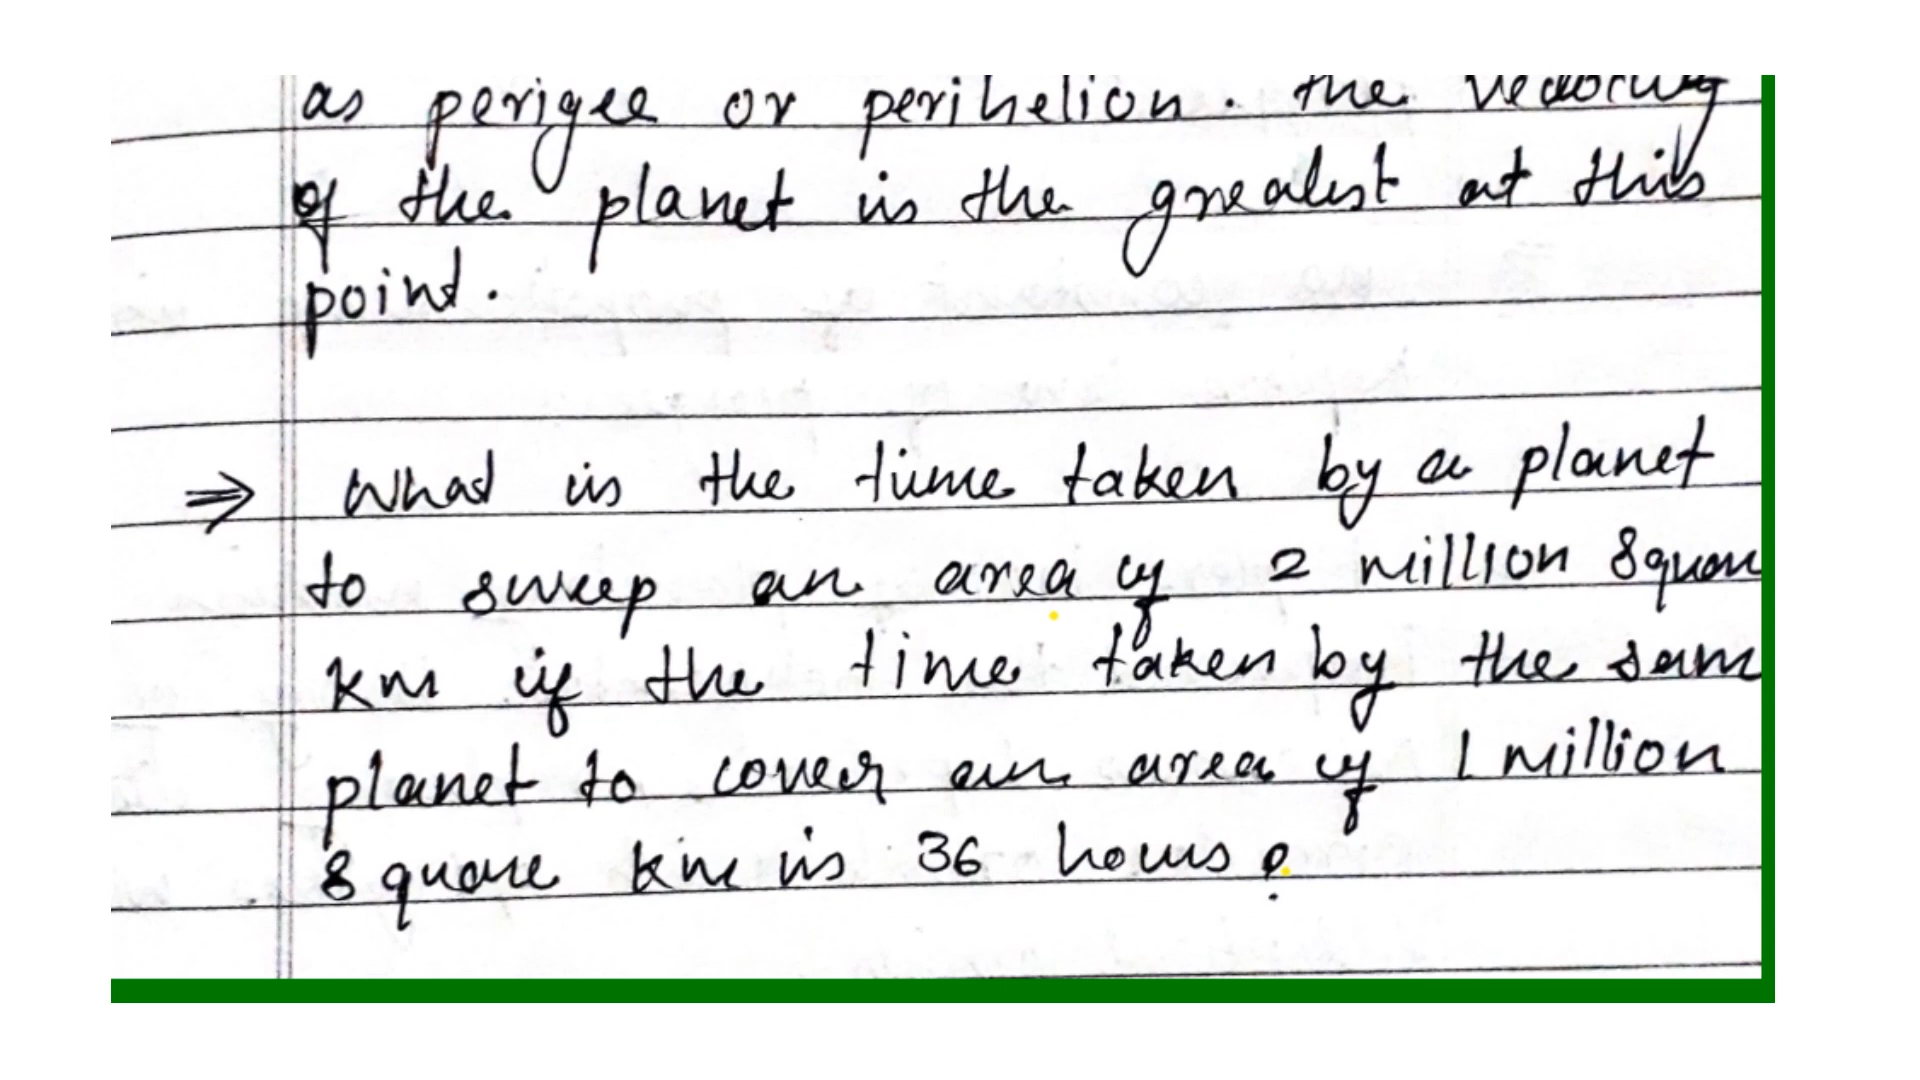 as perigee or perihelion. the velocity
of the planet is the greatest at this
point.
⇒ What is the time taken by a planet
to sweep an area of 2 million Squar
km if the time taken by the sam
planet to cover an area of 1 million
Square km is 36 hours?